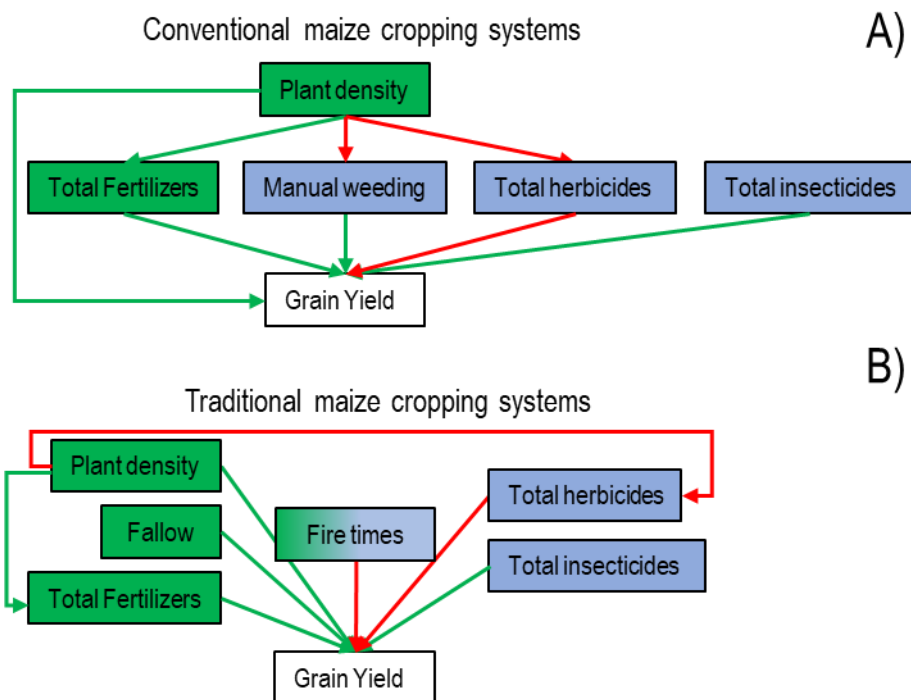 Conventional maize cropping systems
A)
Plant density
Total Fertilizers
Manual weeding
Total herbicides
Total insecticides
Grain Yield
B)
Traditional maize cropping systems
Plant density
Total herbicides
Fallow
Fire times
Total insecticides
Total Fertilizers
Grain Yield